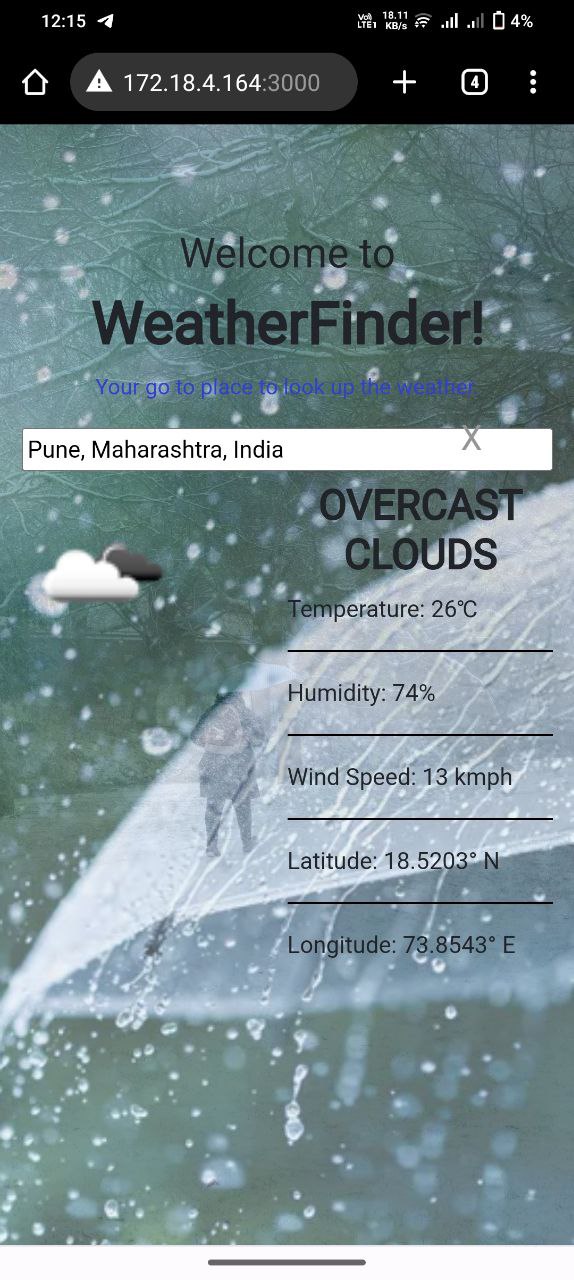 12:15 Vo) LTE1 18.11 KB/s 4%
172.18.4.164:3000 4
Welcome to
WeatherFinder!
Your go to place to look up the weather.
Pune, Maharashtra, India X
OVERCAST
CLOUDS
Temperature: 26°C
Humidity: 74%
Wind Speed: 13 kmph
Latitude: 18.5203° N
Longitude: 73.8543° E